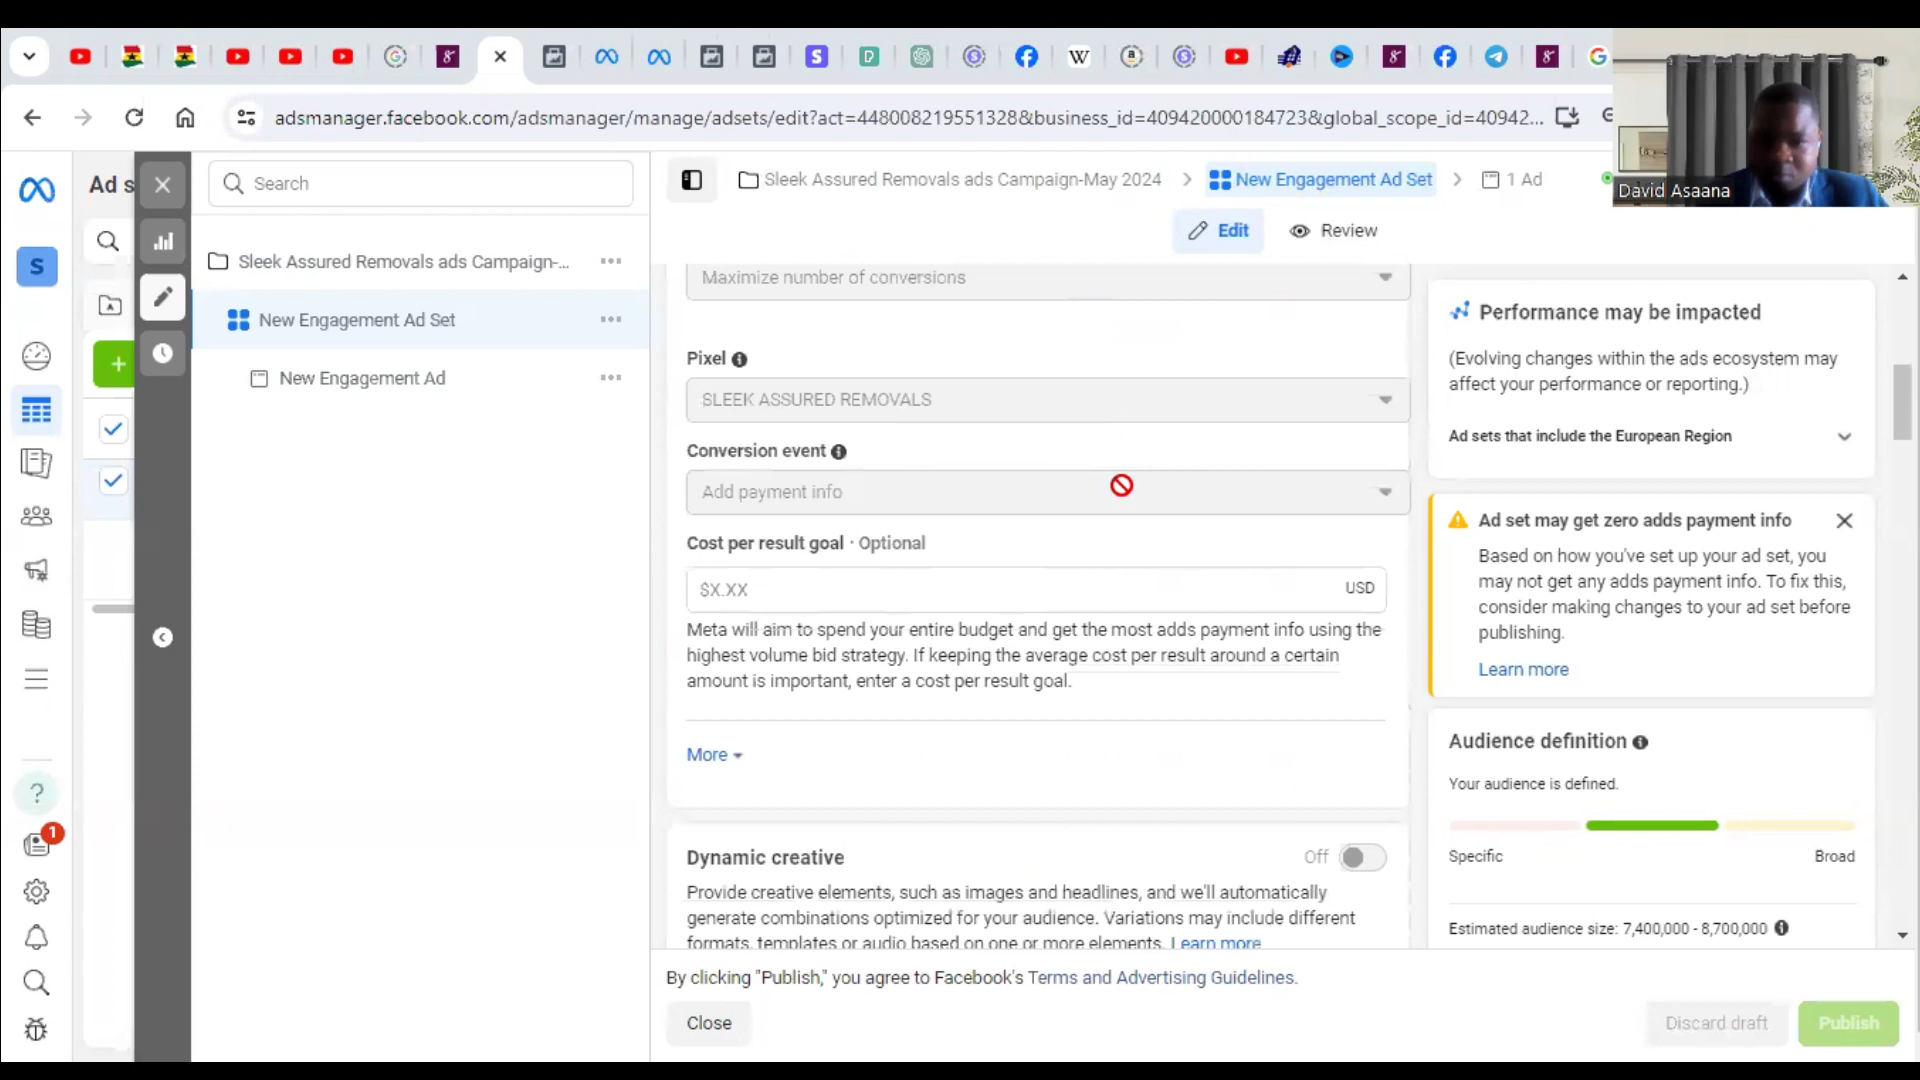 adsmanager.facebook.com/adsmanager/manage/adsets/edit?act=448008219551328&business_id=409420000184723&global_scope_id=40942...
David Asaana
Ad s
S
1
Search
Sleek Assured Removals ads Campaign-...
New Engagement Ad Set
New Engagement Ad
Sleek Assured Removals ads Campaign-May 2024
New Engagement Ad Set
1 Ad
Edit
Review
Maximize number of conversions
Pixel
SLEEK ASSURED REMOVALS
Conversion event
Add payment info
Cost per result goal · Optional
$X.XX
USD
Meta will aim to spend your entire budget and get the most adds payment info using the
highest volume bid strategy. If keeping the average cost per result around a certain
amount is important, enter a cost per result goal.
More
Dynamic creative
Off
Provide creative elements, such as images and headlines, and we'll automatically
generate combinations optimized for your audience. Variations may include different
formats, templates or audio based on one or more elements. Learn more
Performance may be impacted
(Evolving changes within the ads ecosystem may
affect your performance or reporting.)
Ad sets that include the European Region
Ad set may get zero adds payment info
Based on how you've set up your ad set, you
may not get any adds payment info. To fix this,
consider making changes to your ad set before
publishing.
Learn more
Audience definition
Your audience is defined.
Specific
Broad
Estimated audience size: 7,400,000 - 8,700,000
By clicking "Publish," you agree to Facebook's Terms and Advertising Guidelines.
Close
Discard draft
Publish